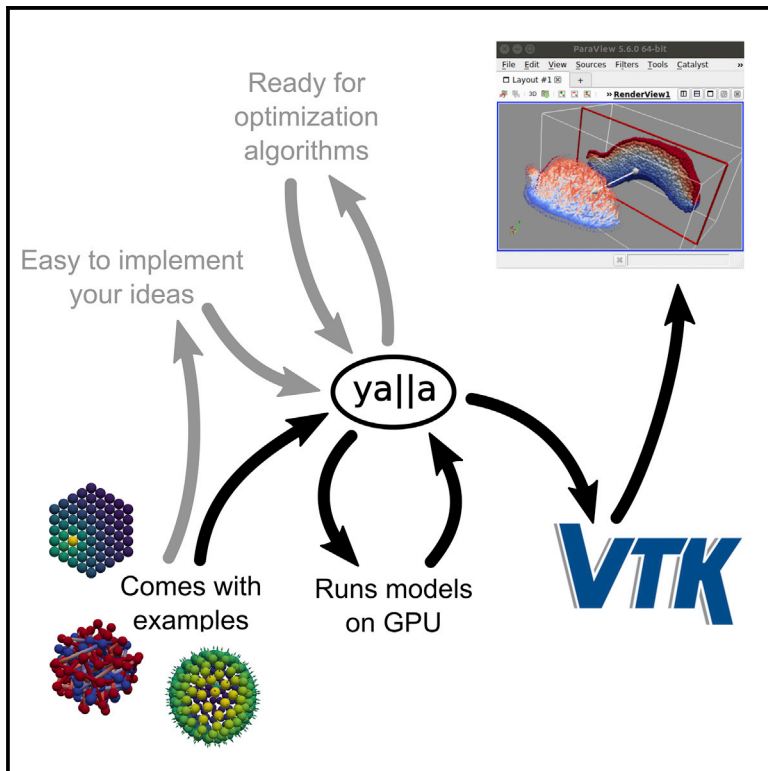 ParaView 5.6.0 64-bit
File Edit View Sources Filters Tools Catalyst »
Layout #1 +
3D » RenderView1
Ready for
optimization
algorithms
Easy to implement
your ideas
ya||a
Comes with
examples
Runs models
on GPU
VTK